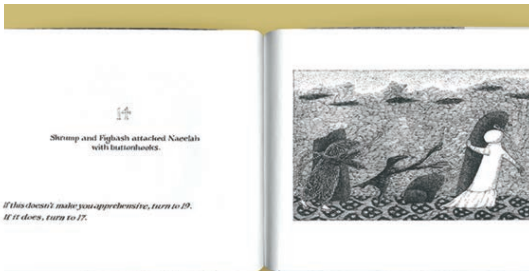 14
Skrump and Figbash attacked Naeelah
with buttonhooks.
If this doesn't make you apprehensive, turn to 19.
If it does, turn to 17.